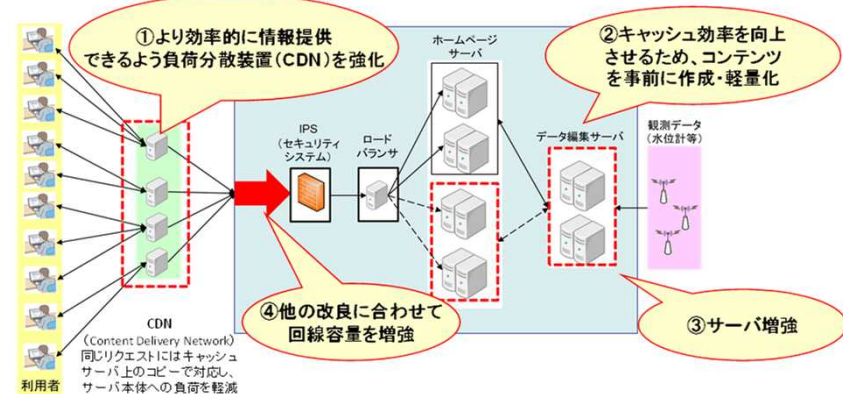 ①より効率的に情報提供
できるよう負荷分散装置(CDN)を強化
ホームページ
サーバ
②キャッシュ効率を向上
させるため、コンテンツ
を事前に作成・軽量化
IPS
(セキュリティ
システム)
ロード
バランサ
データ編集サーバ
観測データ
(水位計等)
④他の改良に合わせて
回線容量を増強
③サーバ増強
CDN
(Content Delivery Network)
同じリクエストにはキャッシュ
サーバ上のコピーで対応し、
サーバ本体への負荷を軽減
利用者